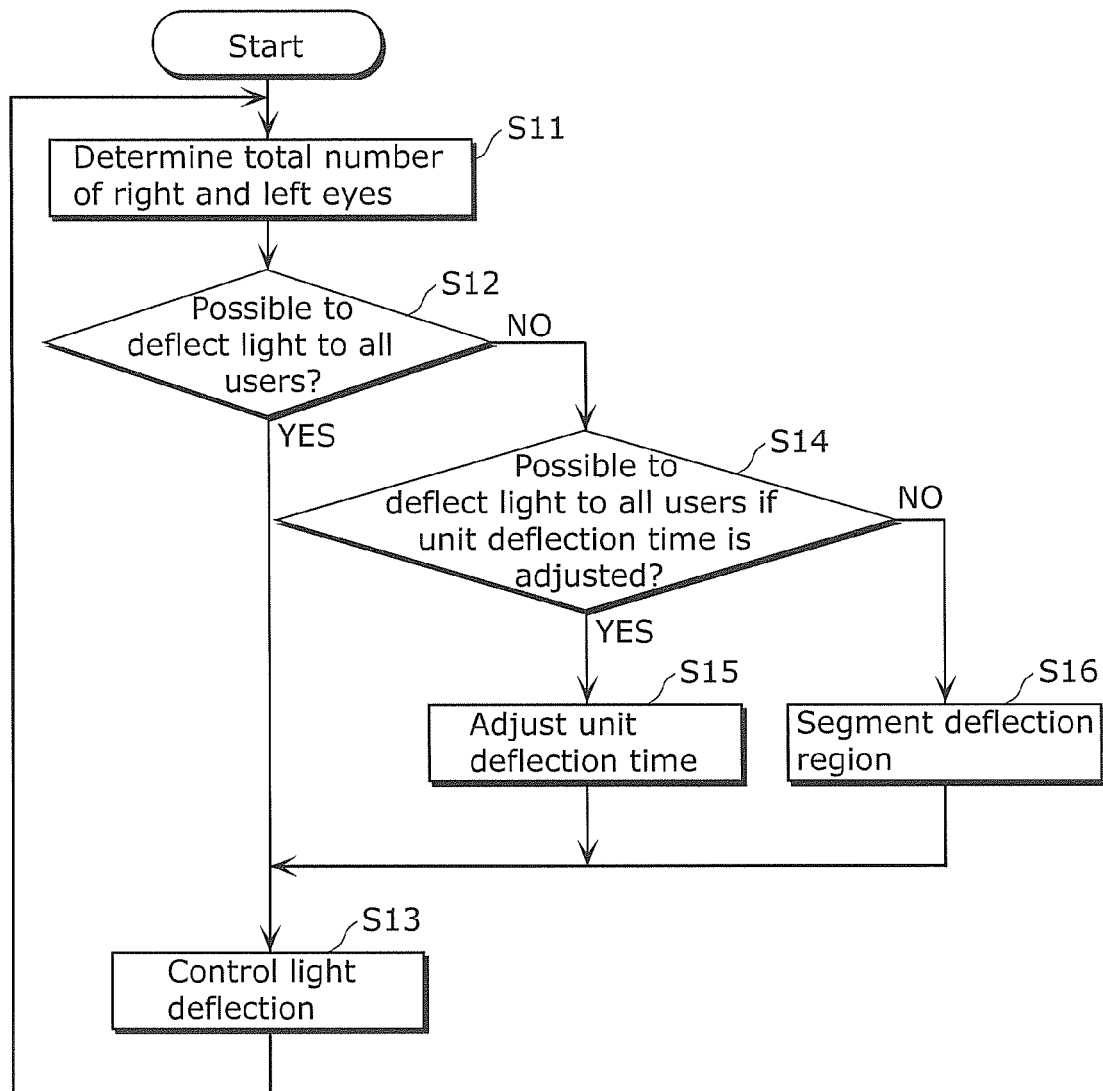 Start
S11
Determine total number
of right and left eyes
S12
Possible to
deflect light to all
users?
NO
YES
S14
Possible to
deflect light to all users if
unit deflection time is
adjusted?
NO
YES
S15
Adjust unit
deflection time
S16
Segment deflection
region
S13
Control light
deflection